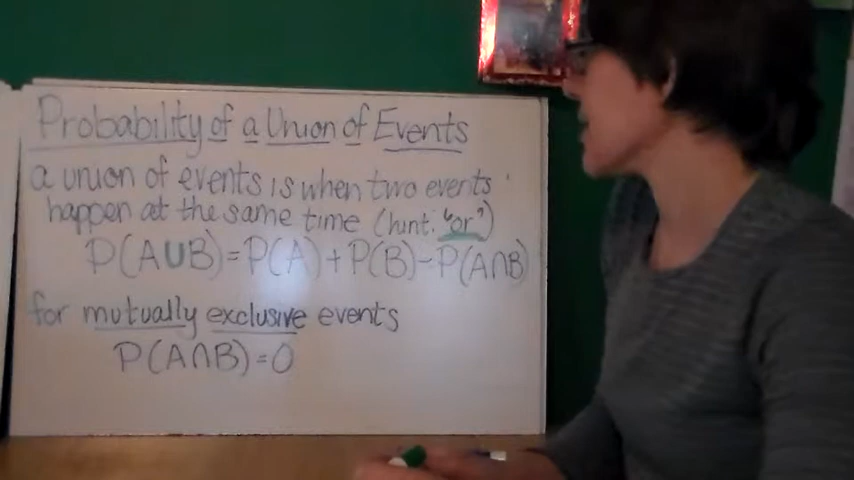 Probability of a Union of Events
a union of events is when two events
happen at the same time (hint: "or")
P(A∪B)=P(A)+P(B)-P(A∩B)
for mutually exclusive events
P(A∩B)=0